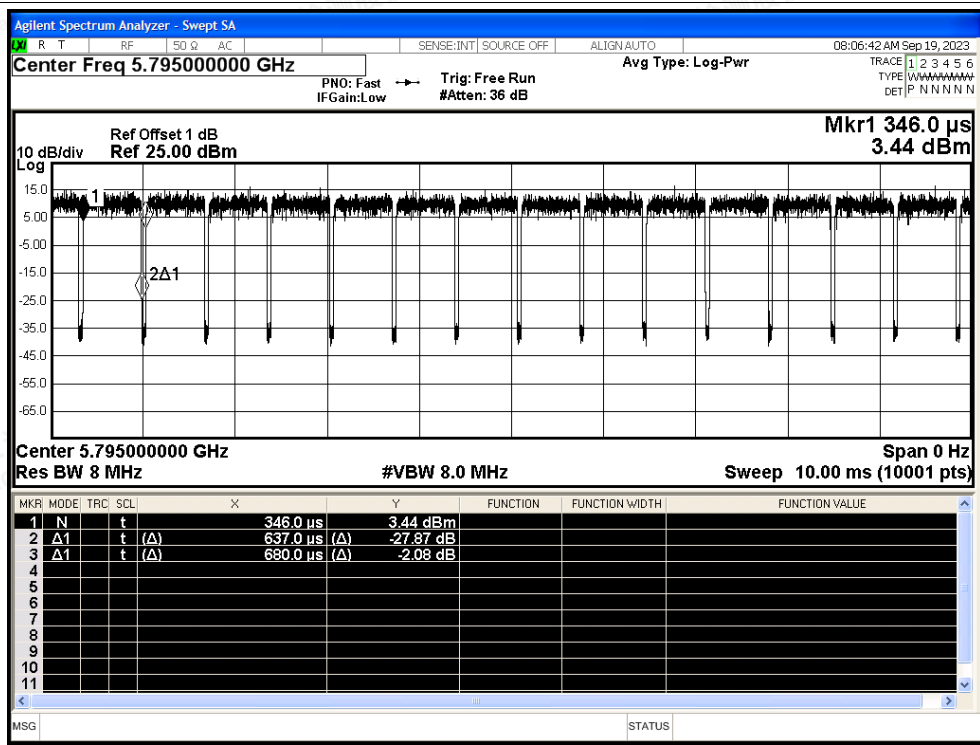 Agilent Spectrum Analyzer - Swept SA
LXI R T RF 50 Ω AC SENSE:INT SOURCE OFF ALIGN AUTO 08:06:42 AM Sep 19, 2023
Center Freq 5.795000000 GHz
PNO: Fast
IFGain:Low
Trig: Free Run
#Atten: 36 dB
Avg Type: Log-Pwr
TRACE 1 2 3 4 5 6
TYPE WWWWWW
DET P N N N N N
Mkr1 346.0 µs
3.44 dBm
Ref Offset 1 dB
10 dB/div Ref 25.00 dBm
Log
15.0
5.00
-5.00
-15.0
-25.0
-35.0
-45.0
-55.0
-65.0
1
2Δ1
Center 5.795000000 GHz Span 0 Hz
Res BW 8 MHz #VBW 8.0 MHz Sweep 10.00 ms (10001 pts)
MKR MODE TRC SCL X Y FUNCTION FUNCTION WIDTH FUNCTION VALUE
1 N t 346.0 µs 3.44 dBm
2 Δ1 t (Δ) 637.0 µs (Δ) -27.87 dB
3 Δ1 t (Δ) 680.0 µs (Δ) -2.08 dB
4
5
6
7
8
9
10
11
MSG STATUS